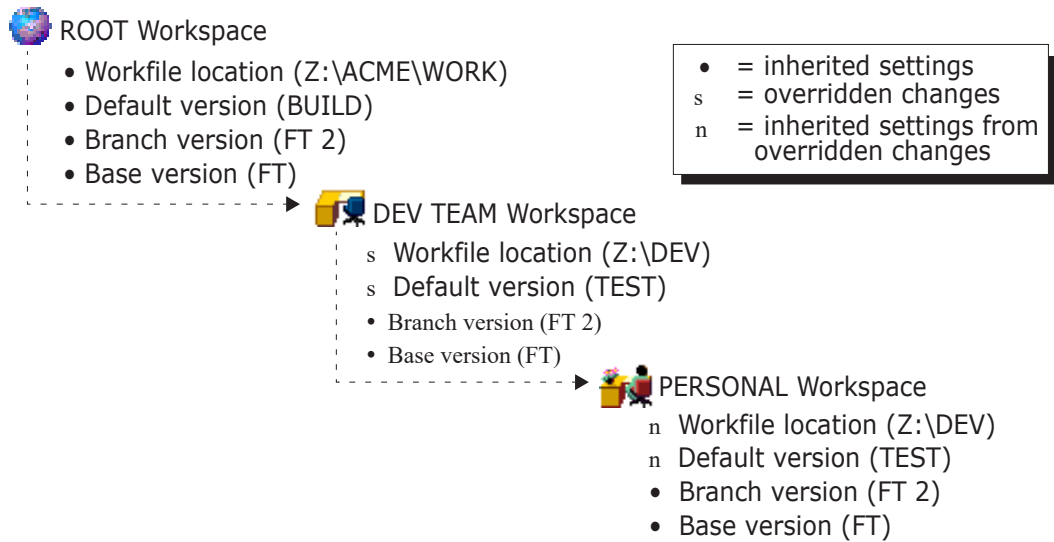 ROOT Workspace
• Workfile location (Z:\ACME\WORK)
• Default version (BUILD)
• Branch version (FT 2)
• Base version (FT)
• = inherited settings
s = overridden changes
n = inherited settings from
overridden changes
DEV TEAM Workspace
s Workfile location (Z:\DEV)
s Default version (TEST)
• Branch version (FT 2)
• Base version (FT)
PERSONAL Workspace
n Workfile location (Z:\DEV)
n Default version (TEST)
• Branch version (FT 2)
• Base version (FT)